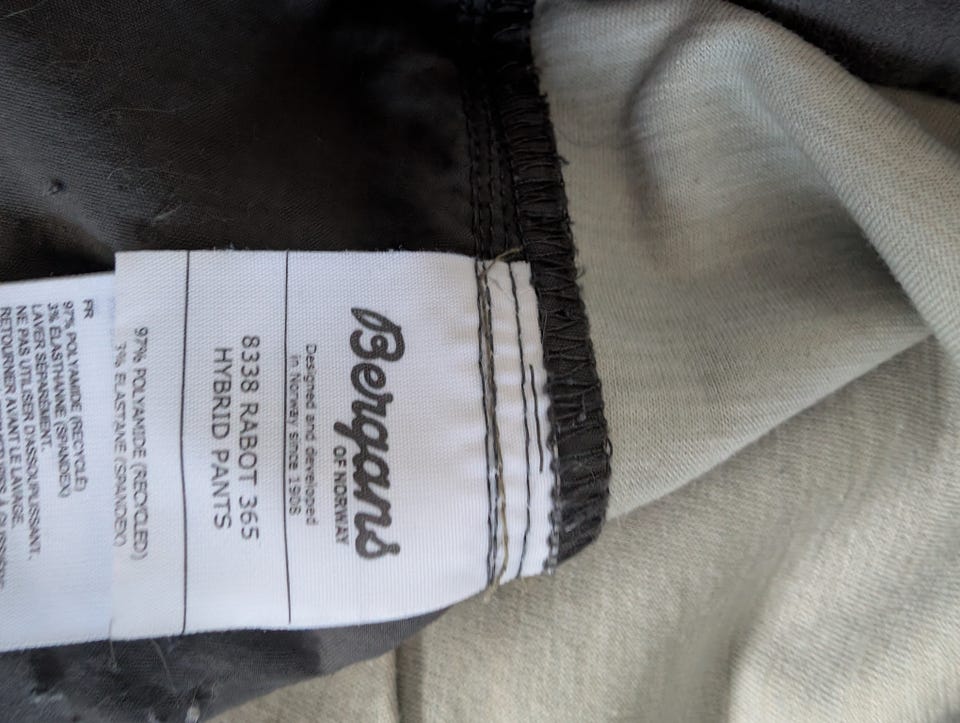 Bergans
OF NORWAY
Designed and developed
in Norway since 1908
8338 RABOT 365
HYBRID PANTS
97% POLYAMIDE (RECYCLED)
3% ELASTANE (SPANDEX)
FR
97% POLYAMIDE (RECYCLÉ)
3% ÉLASTHANNE (SPANDEX)
LAVER SÉPARÉMENT.
NE PAS UTILISER D'ASSOUPLISSANT.
RETOURNER AVANT LE LAVAGE.